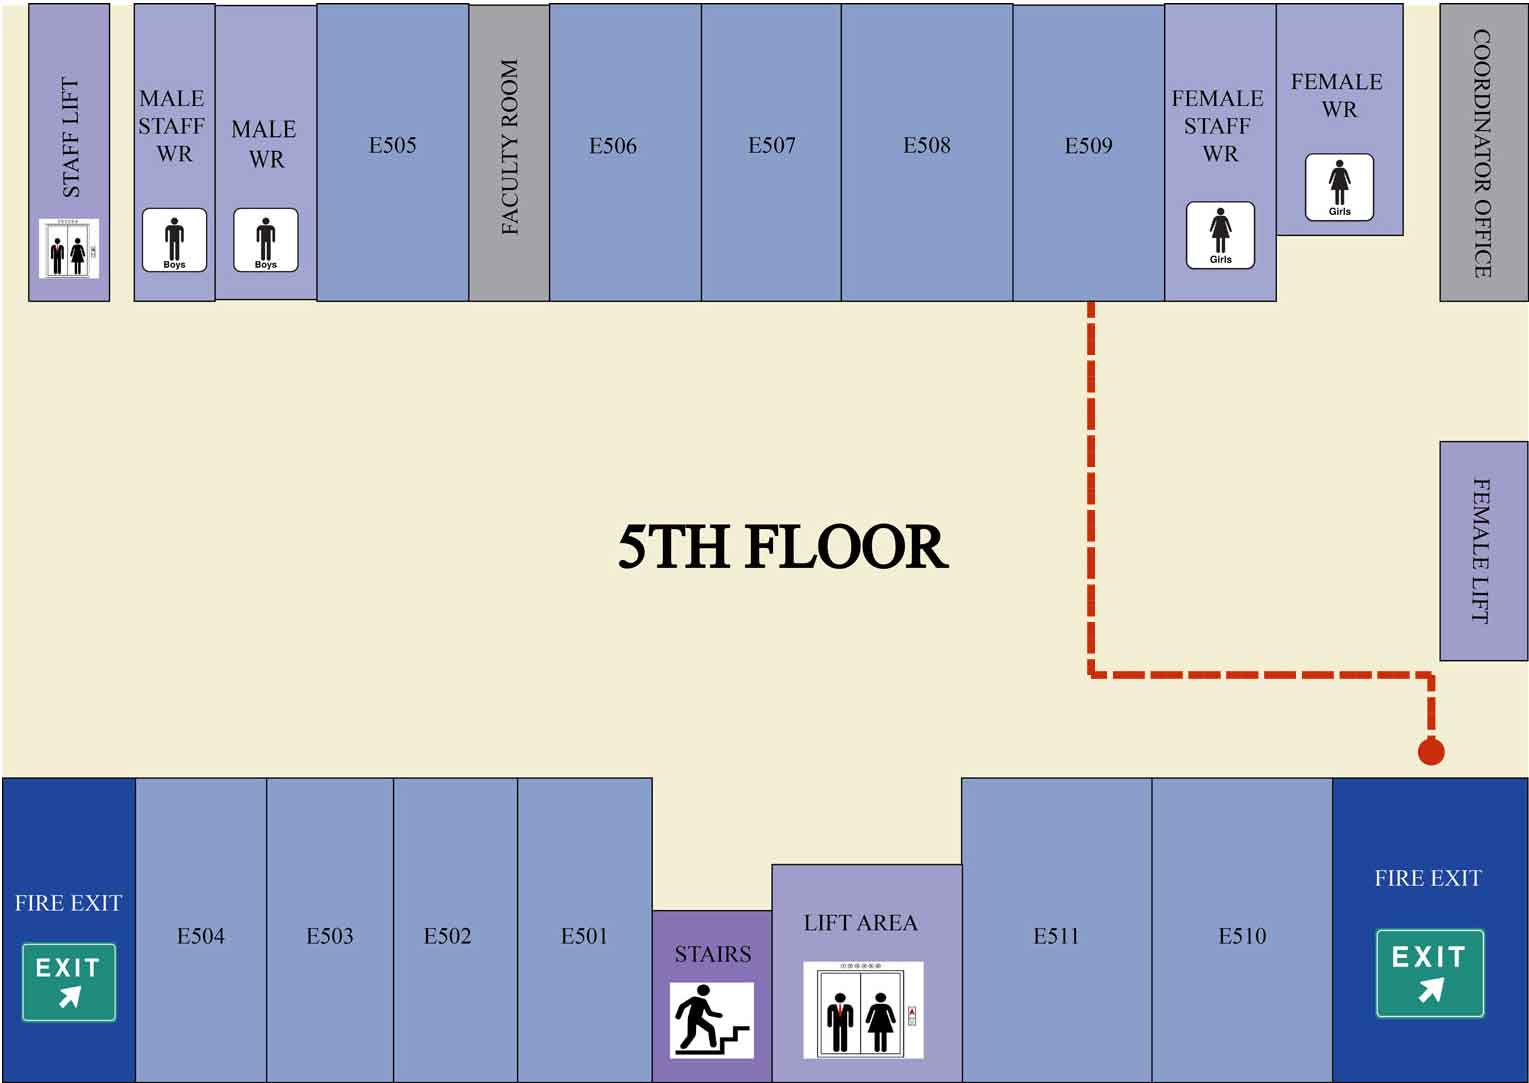 STAFF LIFT
MALE
STAFF
WR
Boys
MALE
WR
Boys
E505
FACULTY ROOM
E506
E507
E508
E509
FEMALE
STAFF
WR
Girls
FEMALE
WR
Girls
COORDINATOR OFFICE
5TH FLOOR
FEMALE LIFT
FIRE EXIT
EXIT
E504
E503
E502
E501
STAIRS
LIFT AREA
E511
E510
FIRE EXIT
EXIT